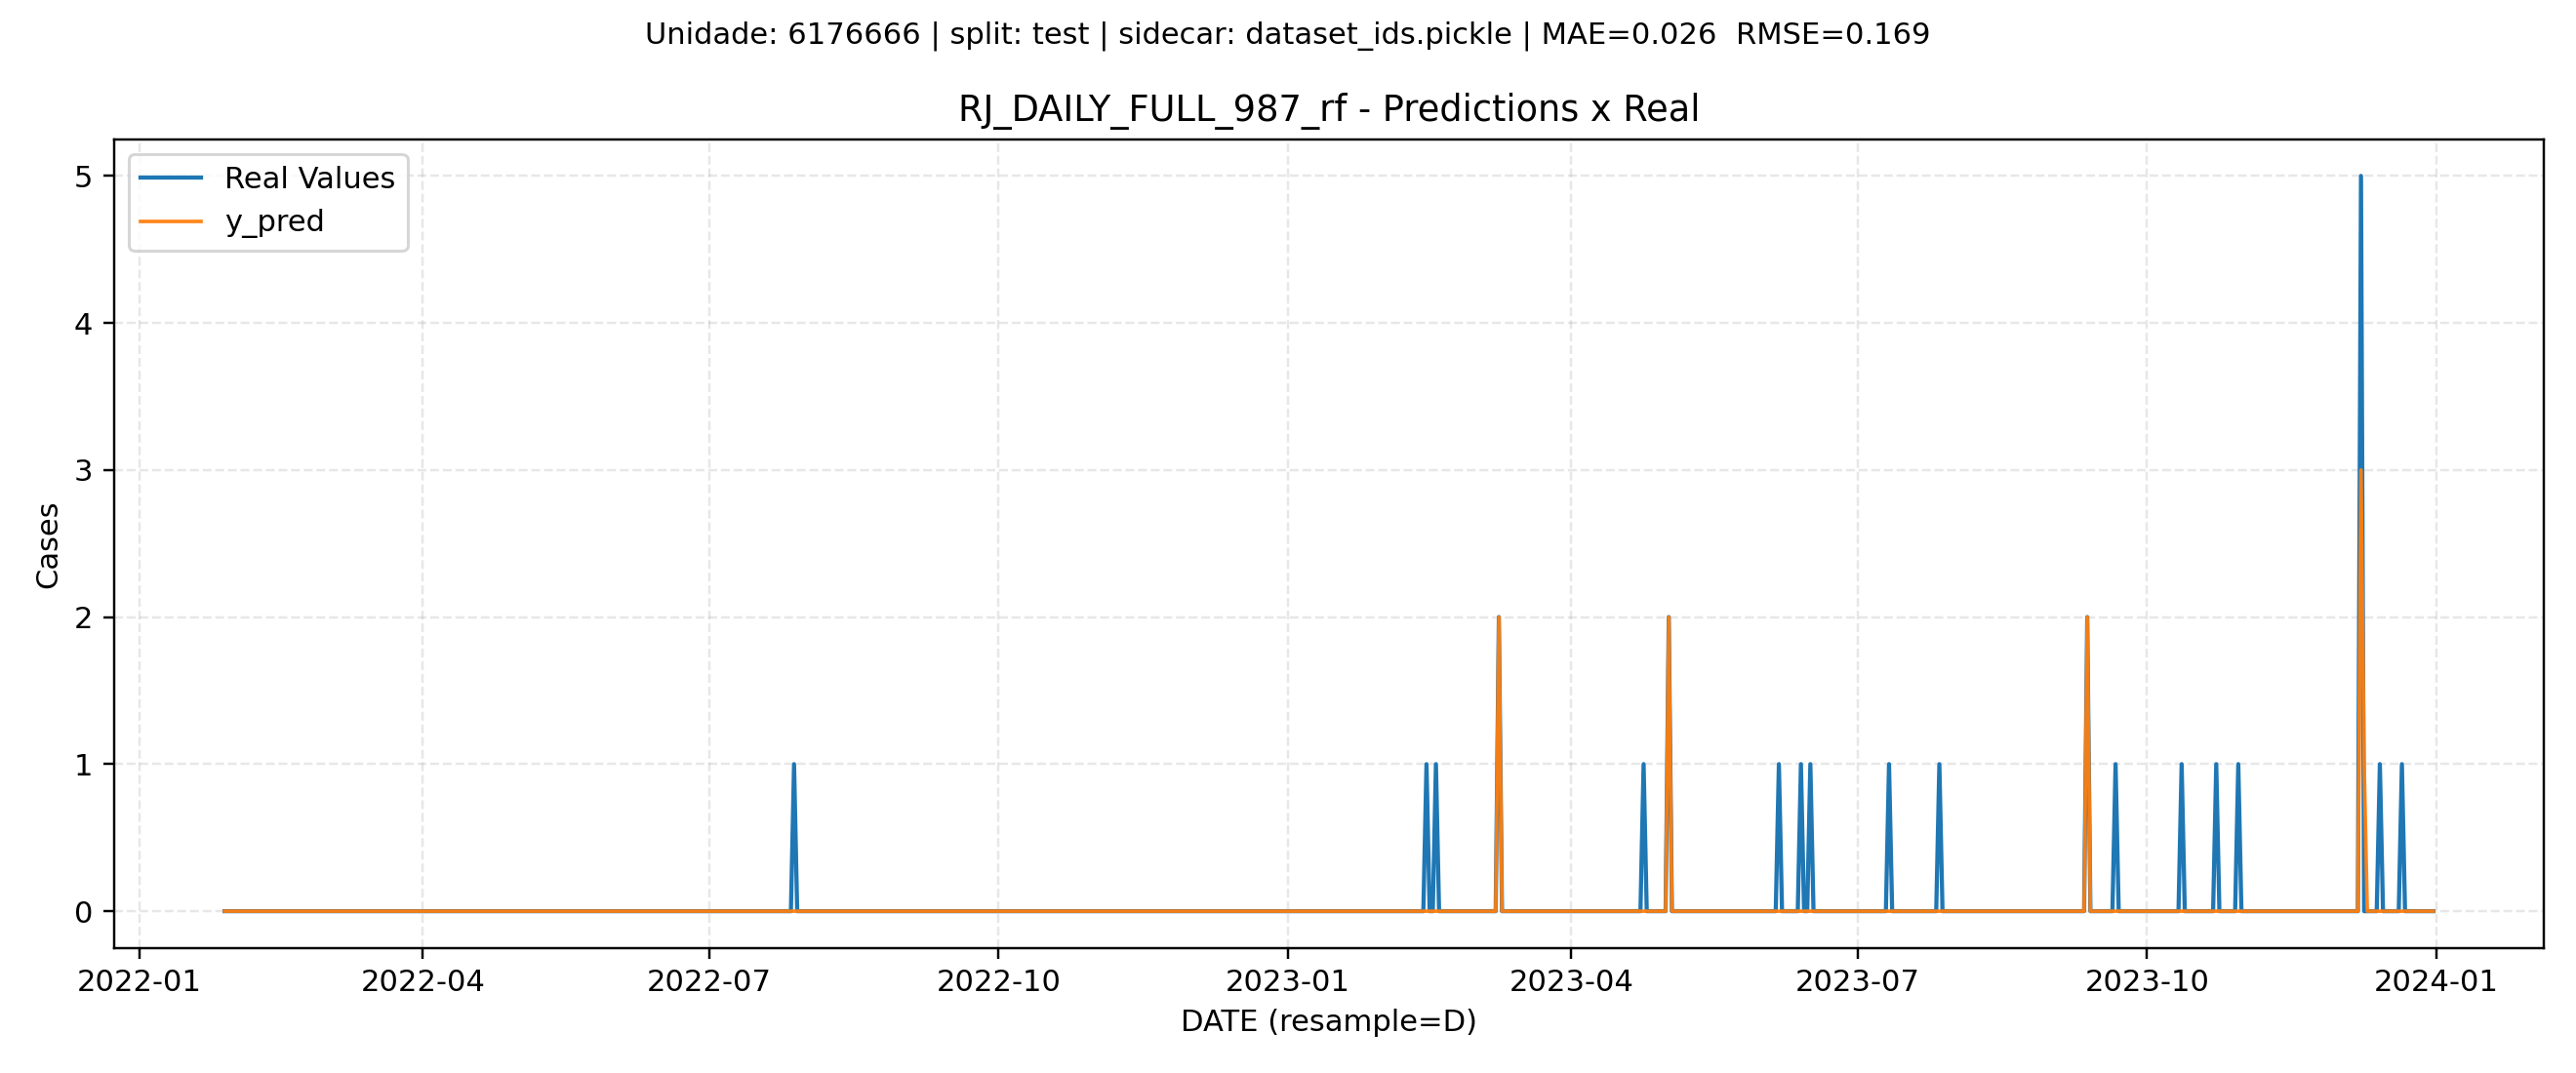 Unidade: 6176666 | split: test | sidecar: dataset_ids.pickle | MAE=0.026  RMSE=0.169
RJ_DAILY_FULL_987_rf - Predictions x Real
Real Values
y_pred
5
4
3
2
1
0
Cases
2022-01
2022-04
2022-07
2022-10
2023-01
2023-04
2023-07
2023-10
2024-01
DATE (resample=D)